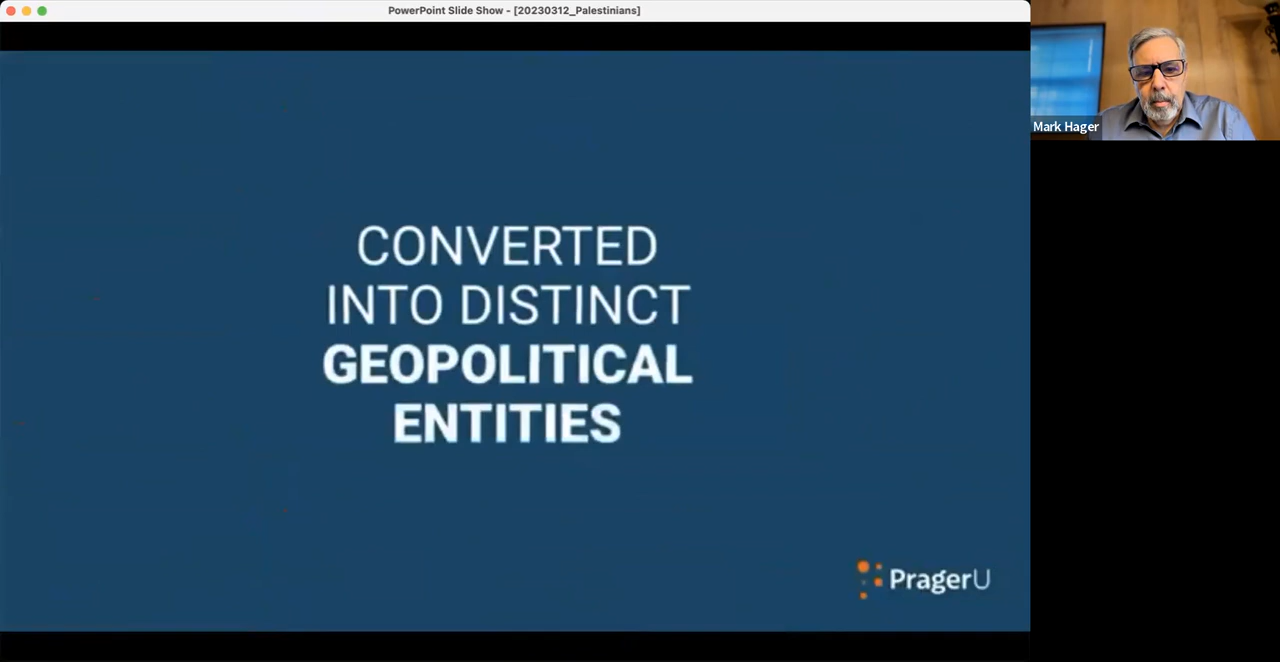 PowerPoint Slide Show - [20230312_Palestinians]
CONVERTED
INTO DISTINCT
GEOPOLITICAL
ENTITIES
PragerU
Mark Hager